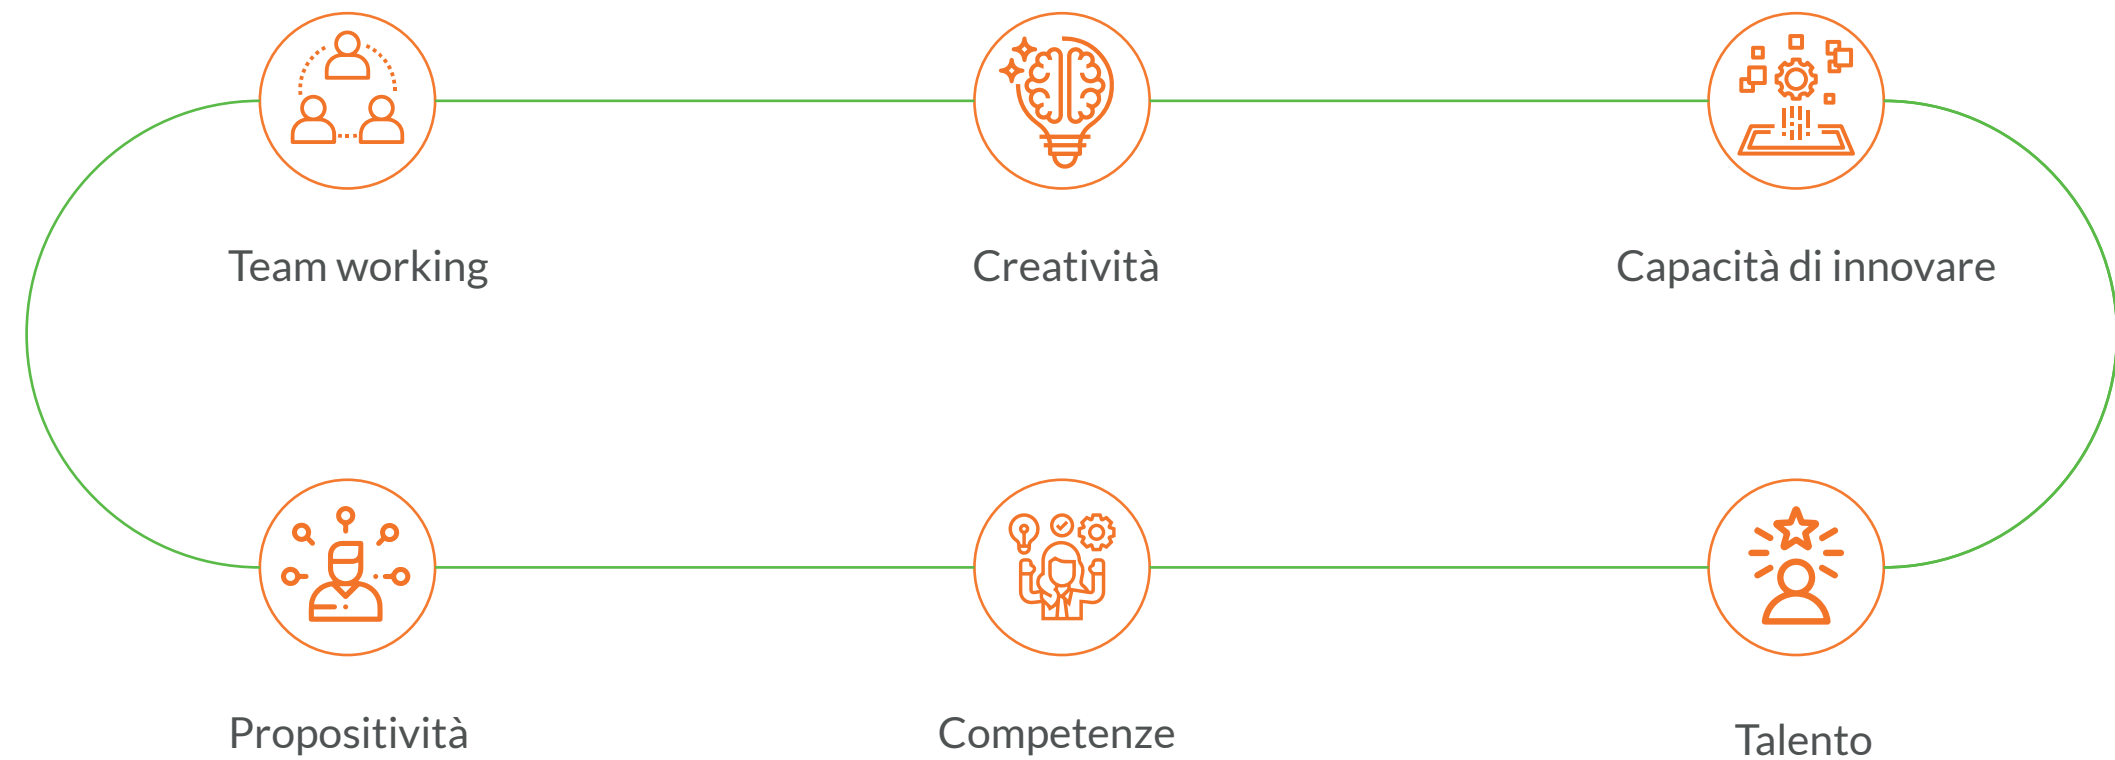 Team working
Creatività
Capacità di innovare
Propositività
Competenze
Talento